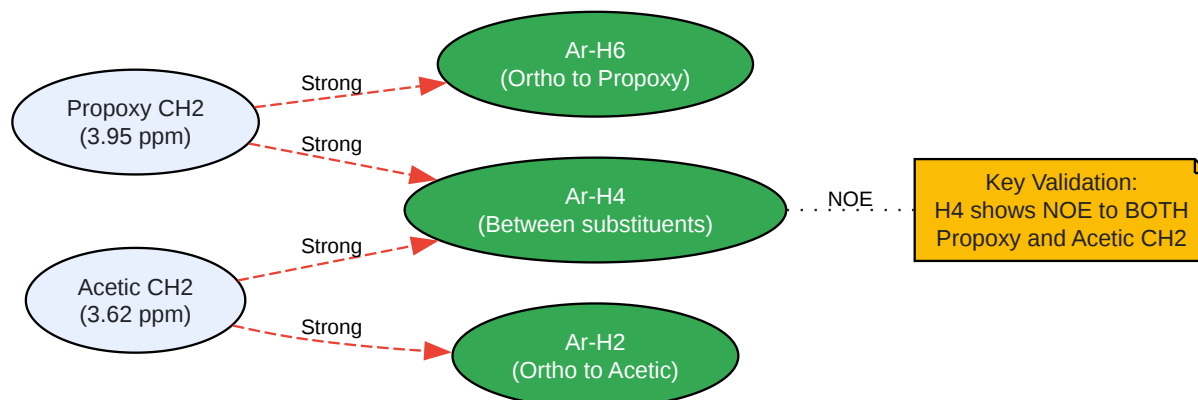 Propoxy CH2
(3.95 ppm)
Strong
Ar-H6
(Ortho to Propoxy)
Strong
Ar-H4
(Between substituents)
NOE
Key Validation:
H4 shows NOE to BOTH
Propoxy and Acetic CH2
Acetic CH2
(3.62 ppm)
Strong
Strong
Ar-H2
(Ortho to Acetic)